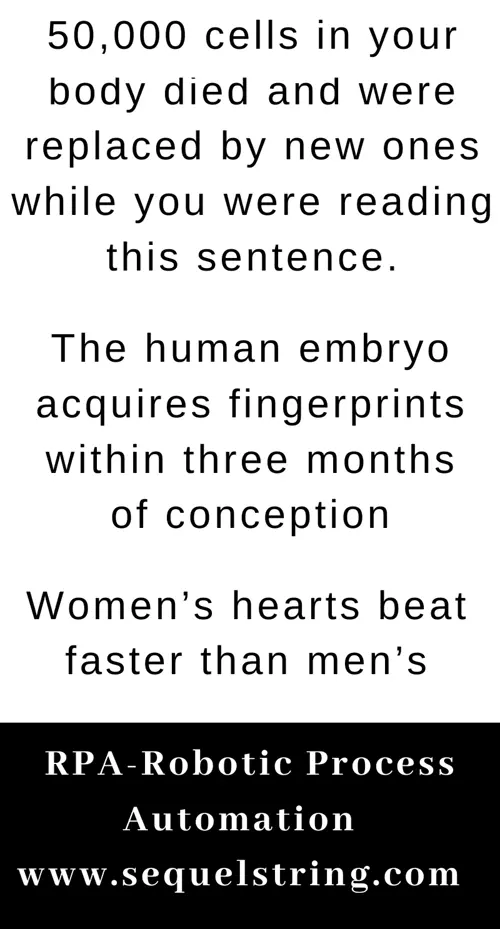 50,000 cells in your
body died and were
replaced by new ones
while you were reading
this sentence.
The human embryo
acquires fingerprints
within three months
of conception
Women’s hearts beat
faster than men’s
RPA-Robotic Process
Automation
www.sequelstring.com